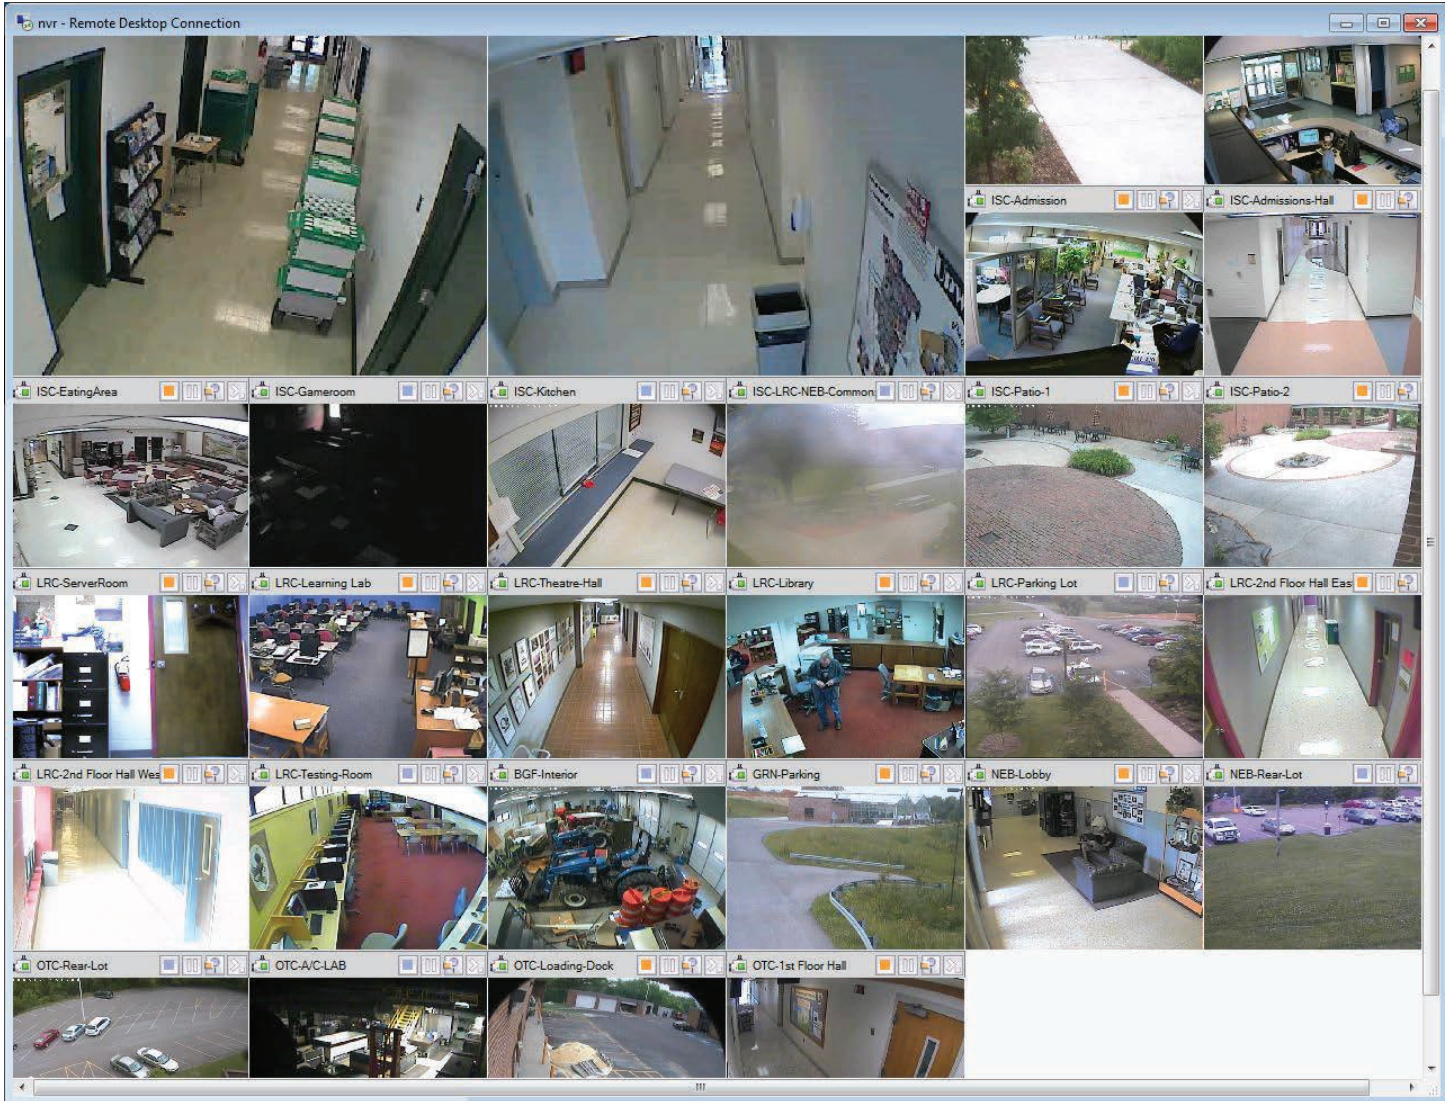 nvr - Remote Desktop Connection
ISC-Admission
ISC-Admissions-Hall
ISC-EatingArea
ISC-Gameroom
ISC-Kitchen
ISC-LRC-NEB-Common
ISC-Patio-1
ISC-Patio-2
LRC-ServerRoom
LRC-Learning Lab
LRC-Theatre-Hall
LRC-Library
LRC-Parking Lot
LRC-2nd Floor Hall Eas
LRC-2nd Floor Hall Wes
LRC-Testing-Room
BGF-Interior
GRN-Parking
NEB-Lobby
NEB-Rear-Lot
OTC-Rear-Lot
OTC-A/C-LAB
OTC-Loading-Dock
OTC-1st Floor Hall